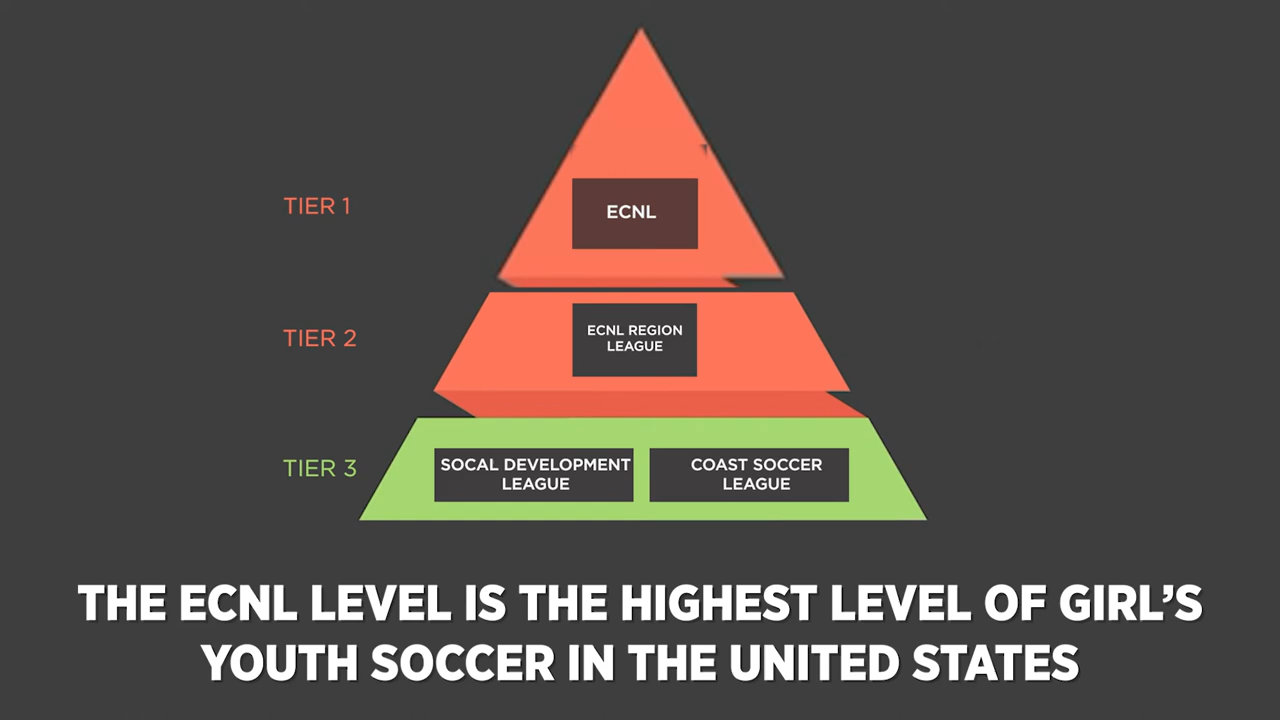 TIER 1
ECNL
TIER 2
ECNL REGION
LEAGUE
TIER 3
SOCAL DEVELOPMENT
LEAGUE
COAST SOCCER
LEAGUE
THE ECNL LEVEL IS THE HIGHEST LEVEL OF GIRL'S
YOUTH SOCCER IN THE UNITED STATES